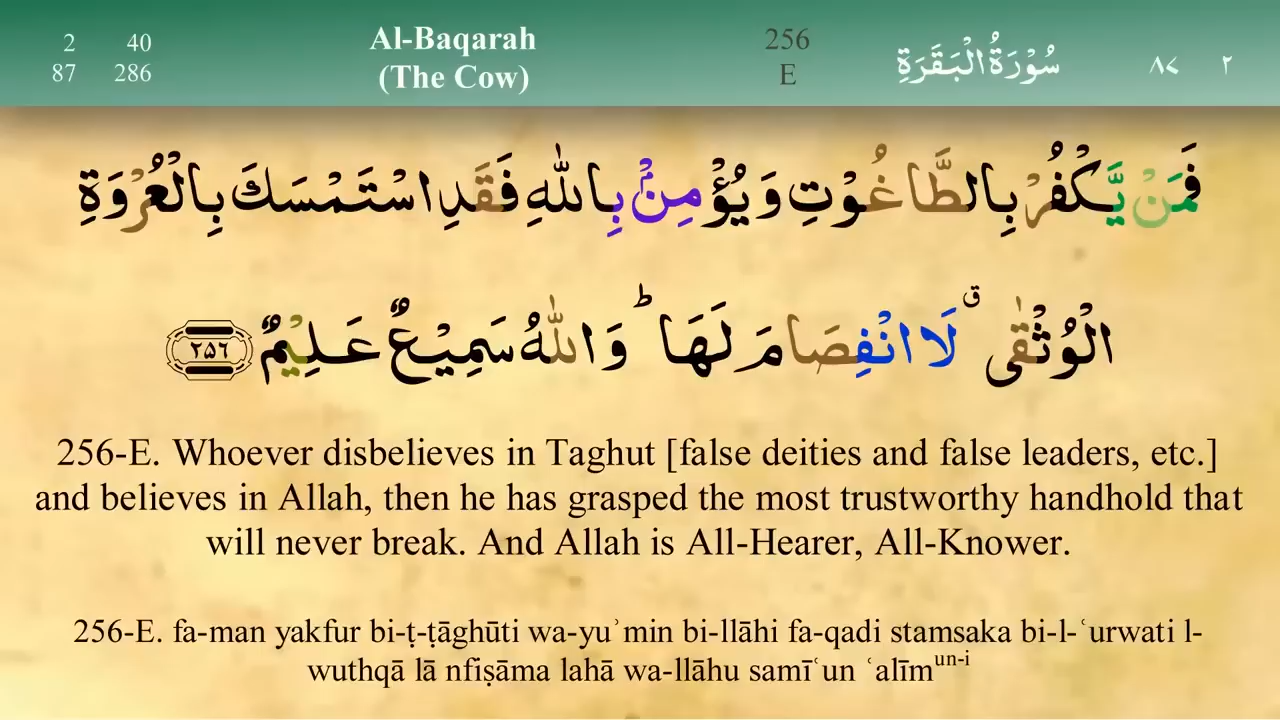 2 40
87 286
Al-Baqarah
(The Cow)
256
E
سُوْرَةُ الْبَقَرَةِ
٨٧ ٢
فَمَنْ يَّكْفُرْ بِالطَّاغُوْتِ وَيُؤْمِنْۢ بِاللّٰهِ فَقَدِ اسْتَمْسَكَ بِالْعُرْوَةِ
الْوُثْقٰى ۗ لَا انْفِصَامَ لَهَا ؕ وَاللّٰهُ سَمِيْعٌ عَلِيْمٌ ٢٥٦
256-E. Whoever disbelieves in Taghut [false deities and false leaders, etc.]
and believes in Allah, then he has grasped the most trustworthy handhold that
will never break. And Allah is All-Hearer, All-Knower.
256-E. fa-man yakfur bi-ṭ-ṭāghūti wa-yuʾmin bi-llāhi fa-qadi stamsaka bi-l-ʿurwati l-
wuthqā lā nfiṣāma lahā wa-llāhu samīʿun ʿalīmun-i